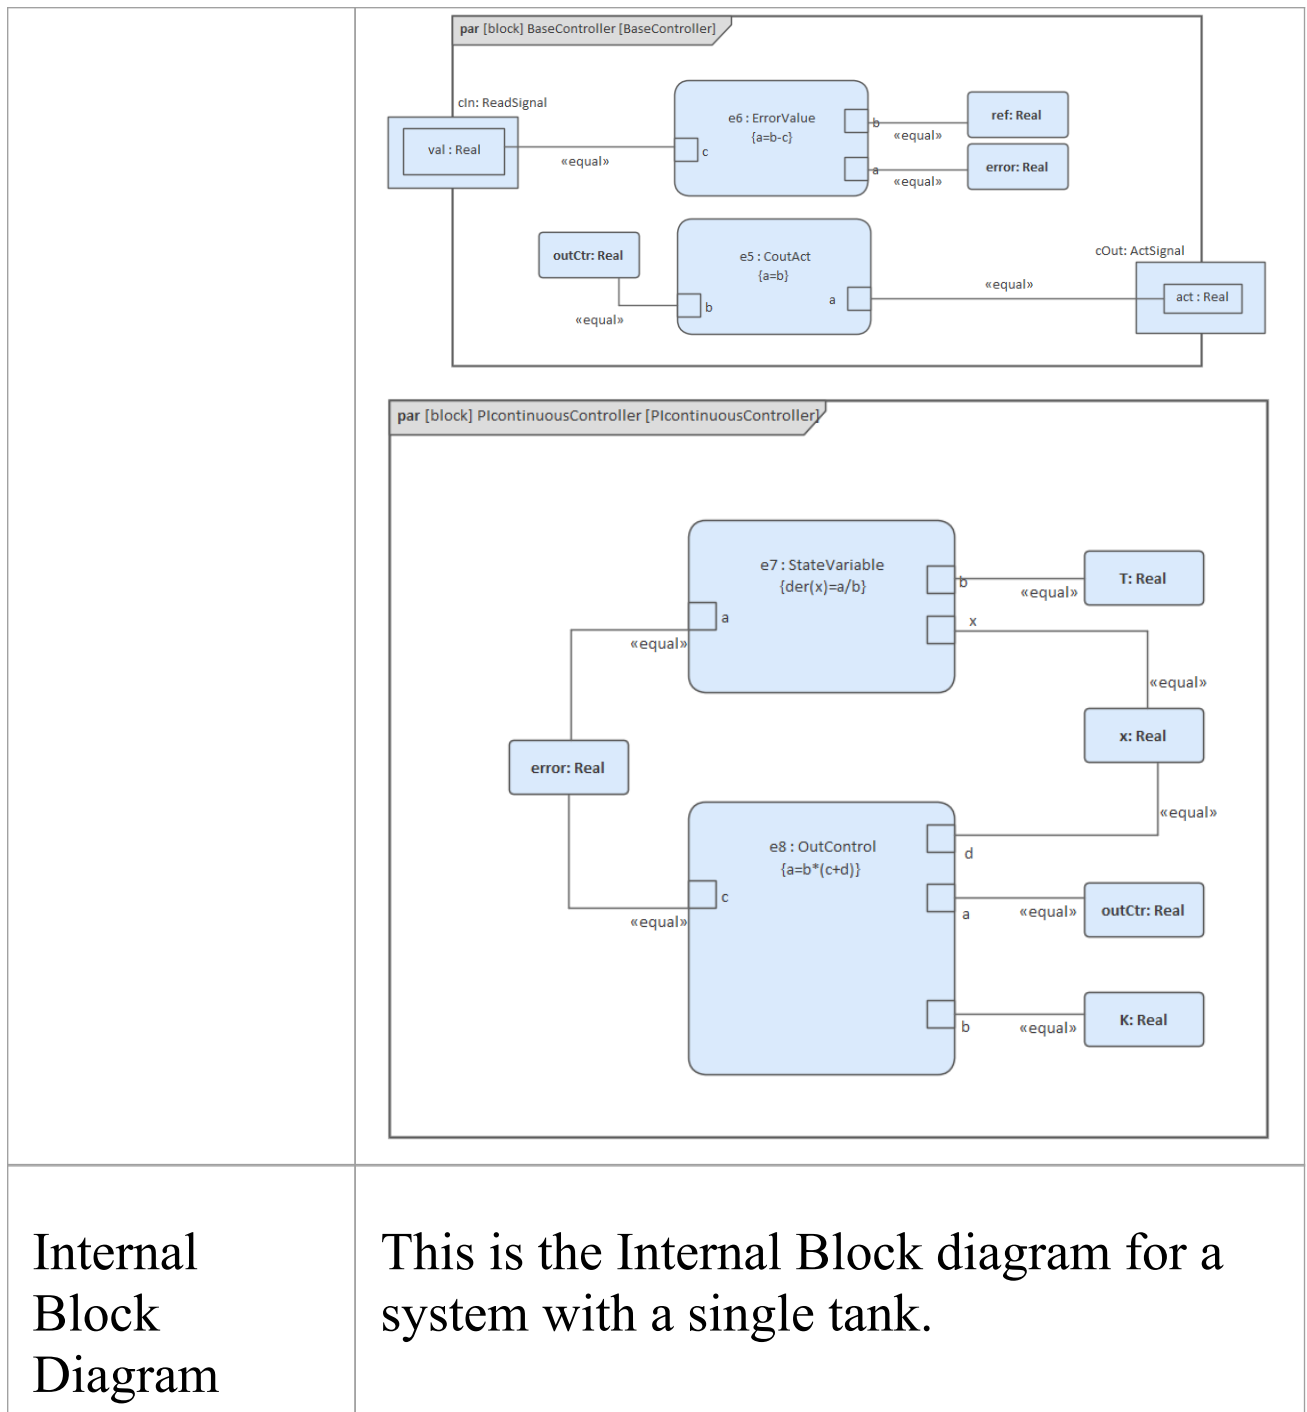 par [block] BaseController [BaseController]
cIn: ReadSignal
val : Real
«equal»
c
e6 : ErrorValue
{a=b-c}
b
«equal»
ref: Real
a
«equal»
error: Real
outCtr: Real
«equal»
b
e5 : CoutAct
{a=b}
a
«equal»
cOut: ActSignal
act : Real
par [block] PIcontinuousController [PIcontinuousController]
e7 : StateVariable
{der(x)=a/b}
b
«equal»
T: Real
a
«equal»
x
«equal»
x: Real
error: Real
«equal»
e8 : OutControl
{a=b*(c+d)}
d
c
«equal»
a
«equal»
outCtr: Real
b
«equal»
K: Real
Internal
Block
Diagram
This is the Internal Block diagram for a
system with a single tank.